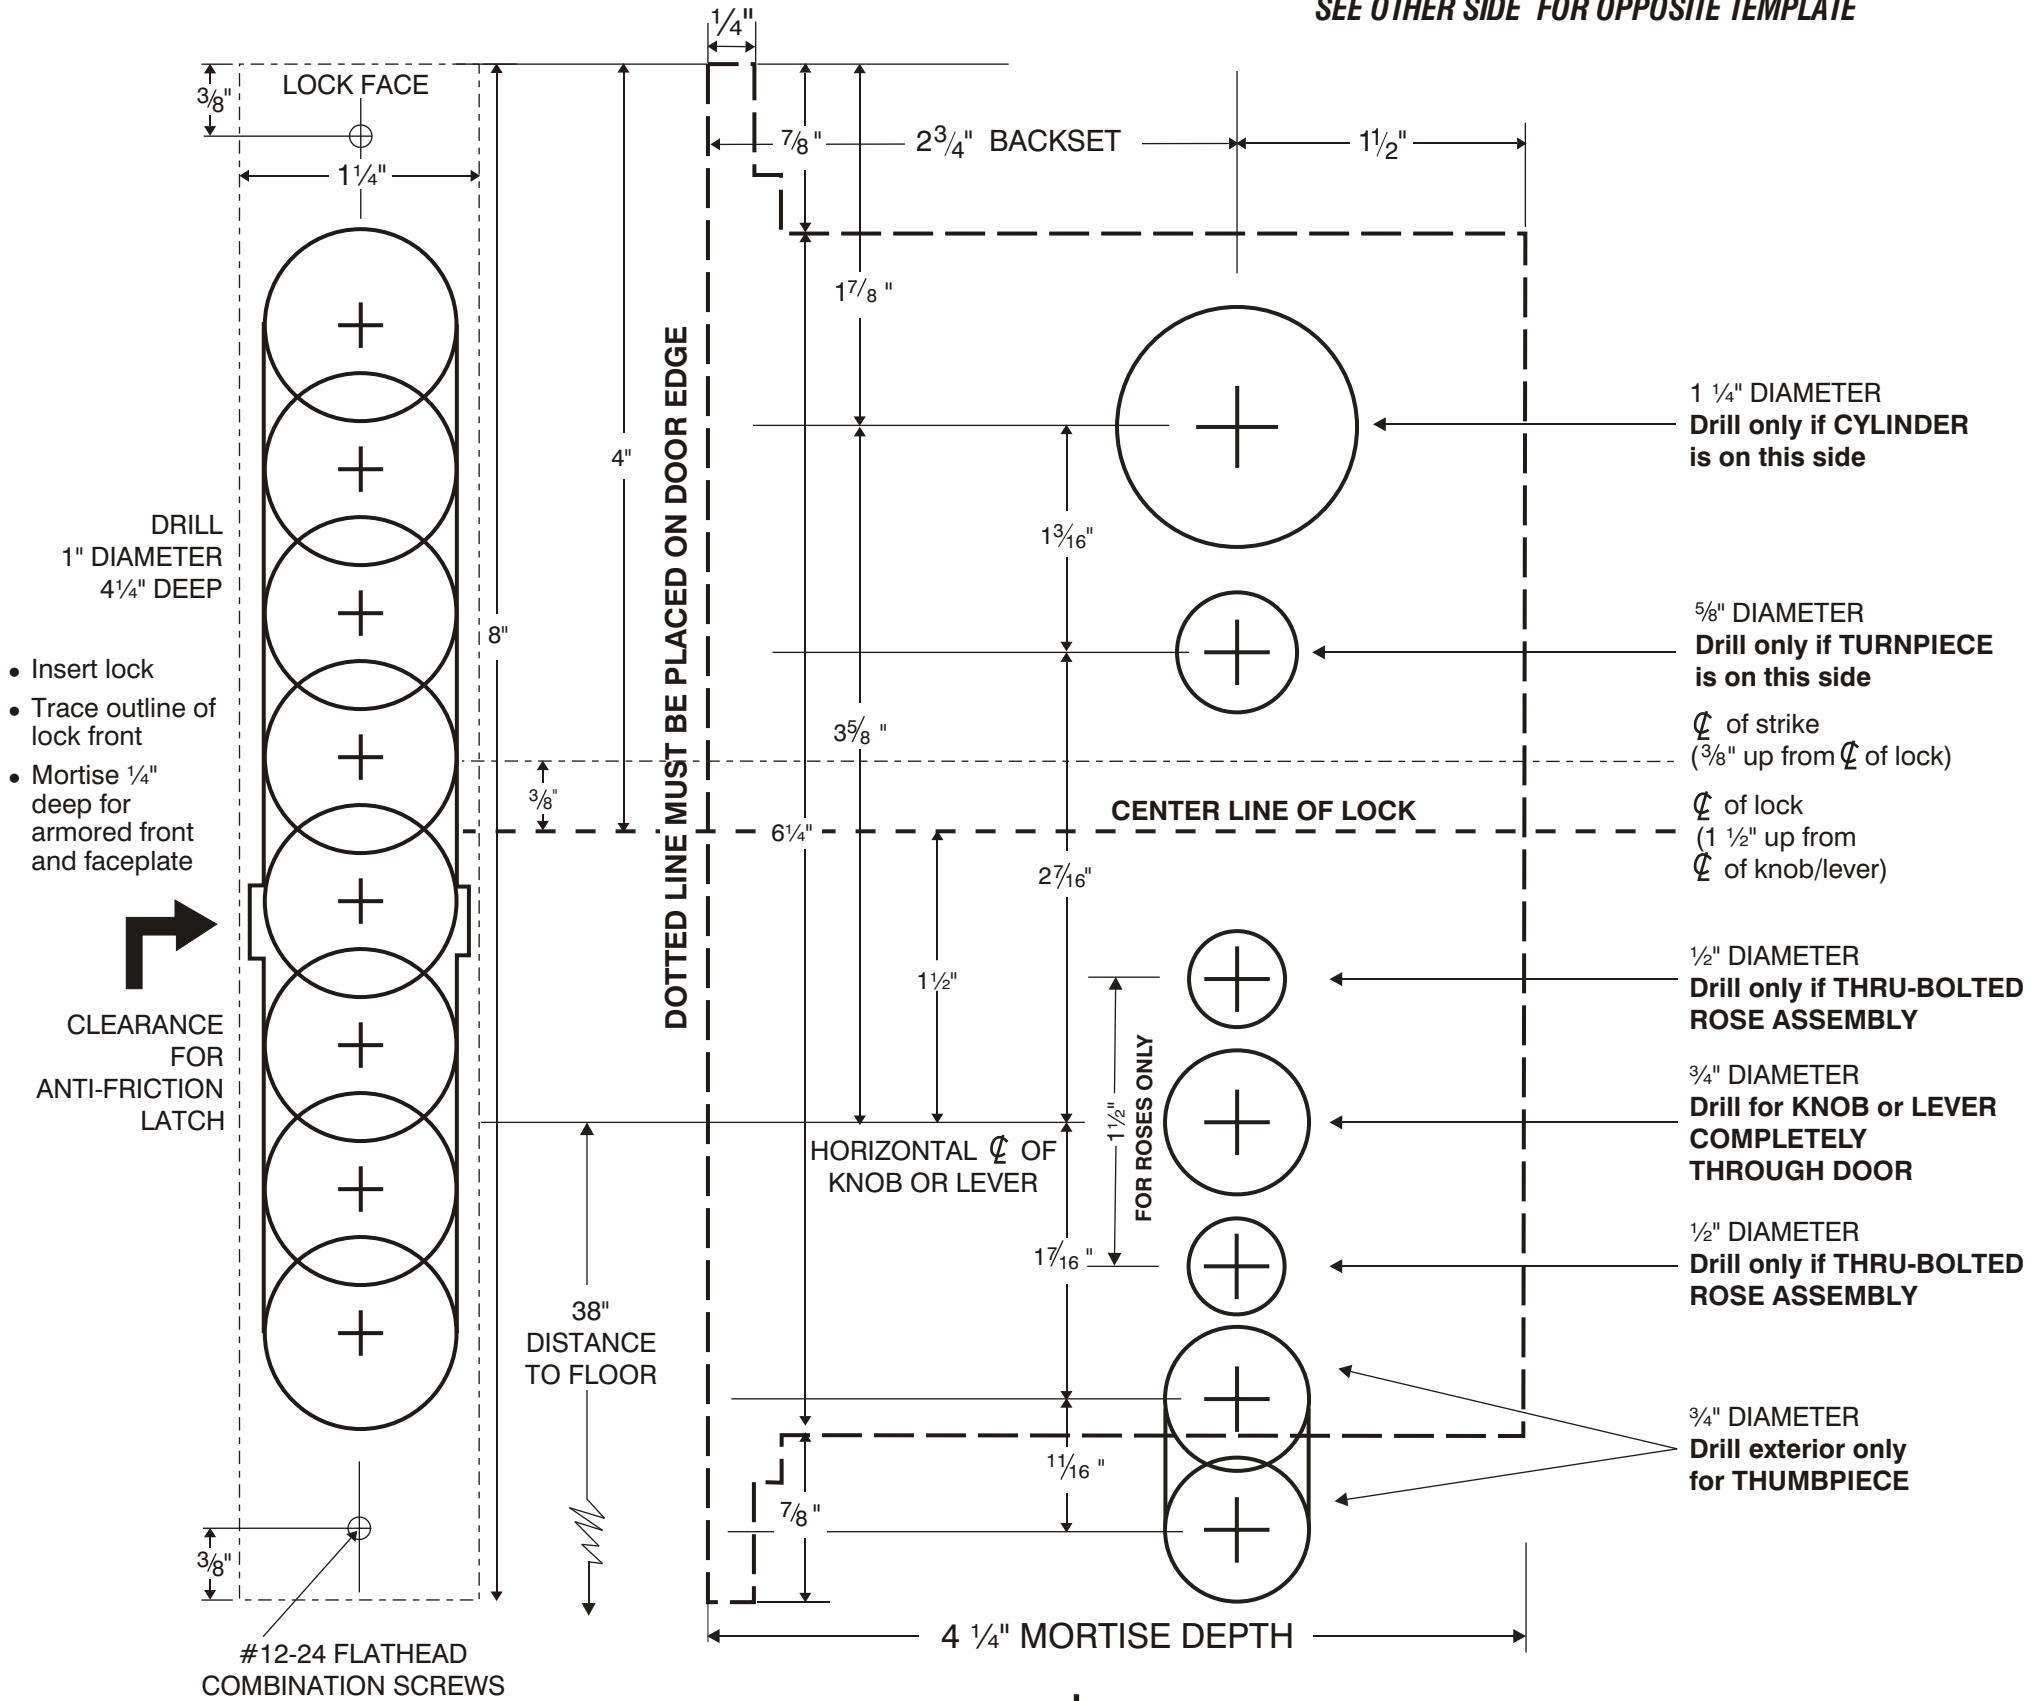 SEE OTHER SIDE FOR OPPOSITE TEMPLATE
1/4"
LOCK FACE
3/8"
1 1/4"
7/8"
2 3/4" BACKSET
1 1/2"
1 7/8"
DOTTED LINE MUST BE PLACED ON DOOR EDGE
1 1/4" DIAMETER
Drill only if CYLINDER
is on this side
4"
1 3/16"
DRILL
1" DIAMETER
4 1/4" DEEP
5/8" DIAMETER
Drill only if TURNPIECE
is on this side
8"
• Insert lock
• Trace outline of
lock front
• Mortise 1/4"
deep for
armored front
and faceplate
3 5/8"
℄ of strike
(3/8" up from ℄ of lock)
3/8"
CENTER LINE OF LOCK
6 1/4"
℄ of lock
(1 1/2" up from
℄ of knob/lever)
2 7/16"
1 1/2"
1/2" DIAMETER
Drill only if THRU-BOLTED
ROSE ASSEMBLY
CLEARANCE
FOR
ANTI-FRICTION
LATCH
1 1/2"
FOR ROSES ONLY
3/4" DIAMETER
Drill for KNOB or LEVER
COMPLETELY
THROUGH DOOR
HORIZONTAL ℄ OF
KNOB OR LEVER
1 7/16"
1/2" DIAMETER
Drill only if THRU-BOLTED
ROSE ASSEMBLY
38"
DISTANCE
TO FLOOR
3/4" DIAMETER
Drill exterior only
for THUMBPIECE
11/16"
7/8"
3/8"
4 1/4" MORTISE DEPTH
#12-24 FLATHEAD
COMBINATION SCREWS